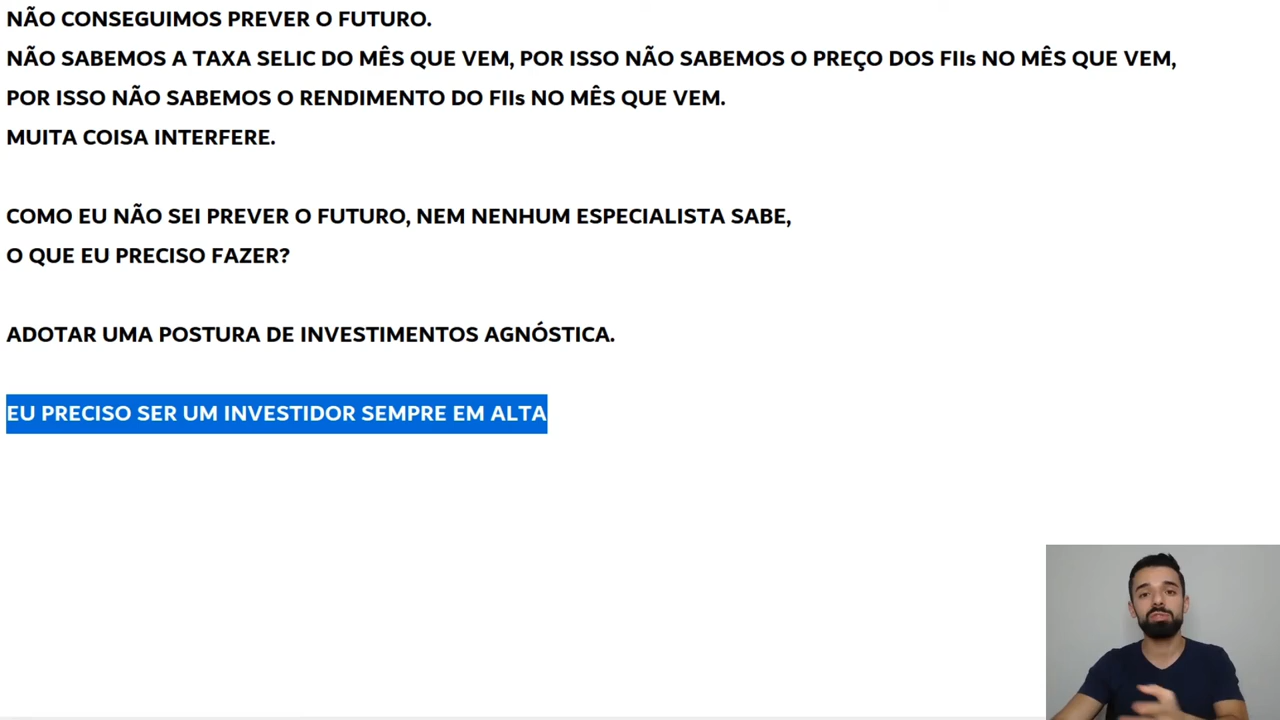 NÃO CONSEGUIMOS PREVER O FUTURO.
NÃO SABEMOS A TAXA SELIC DO MÊS QUE VEM, POR ISSO NÃO SABEMOS O PREÇO DOS FIIs NO MÊS QUE VEM,
POR ISSO NÃO SABEMOS O RENDIMENTO DO FIIs NO MÊS QUE VEM.
MUITA COISA INTERFERE.
COMO EU NÃO SEI PREVER O FUTURO, NEM NENHUM ESPECIALISTA SABE,
O QUE EU PRECISO FAZER?
ADOTAR UMA POSTURA DE INVESTIMENTOS AGNÓSTICA.
EU PRECISO SER UM INVESTIDOR SEMPRE EM ALTA